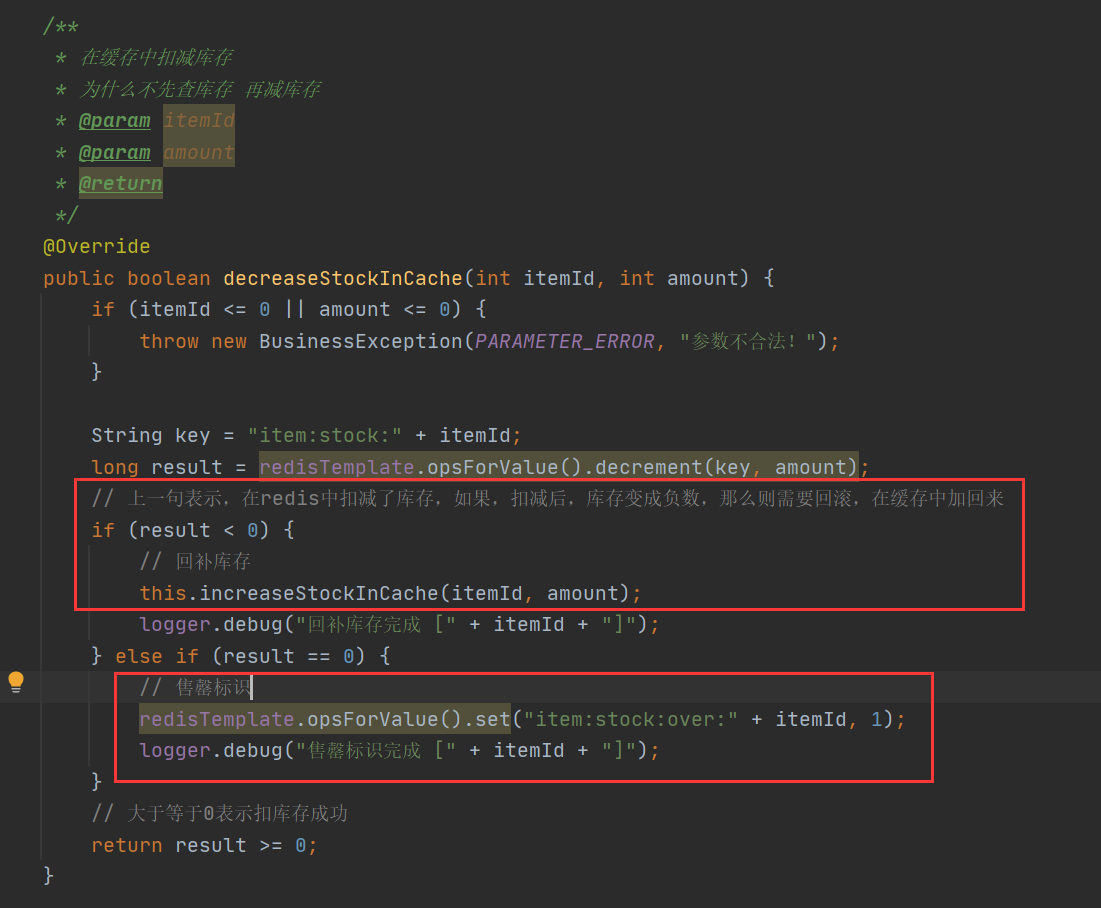 /**
* 在缓存中扣减库存
* 为什么不先查库存 再减库存
* @param itemId
* @param amount
* @return
*/
@Override
public boolean decreaseStockInCache(int itemId, int amount) {
if (itemId <= 0 || amount <= 0) {
throw new BusinessException(PARAMETER_ERROR, "参数不合法！");
}
String key = "item:stock:" + itemId;
long result = redisTemplate.opsForValue().decrement(key, amount);
// 上一句表示，在redis中扣减了库存，如果，扣减后，库存变成负数，那么则需要回滚，在缓存中加回来
if (result < 0) {
// 回补库存
this.increaseStockInCache(itemId, amount);
logger.debug("回补库存完成 [" + itemId + "]");
} else if (result == 0) {
// 售罄标识
redisTemplate.opsForValue().set("item:stock:over:" + itemId, 1);
logger.debug("售罄标识完成 [" + itemId + "]");
}
// 大于等于0表示扣库存成功
return result >= 0;
}